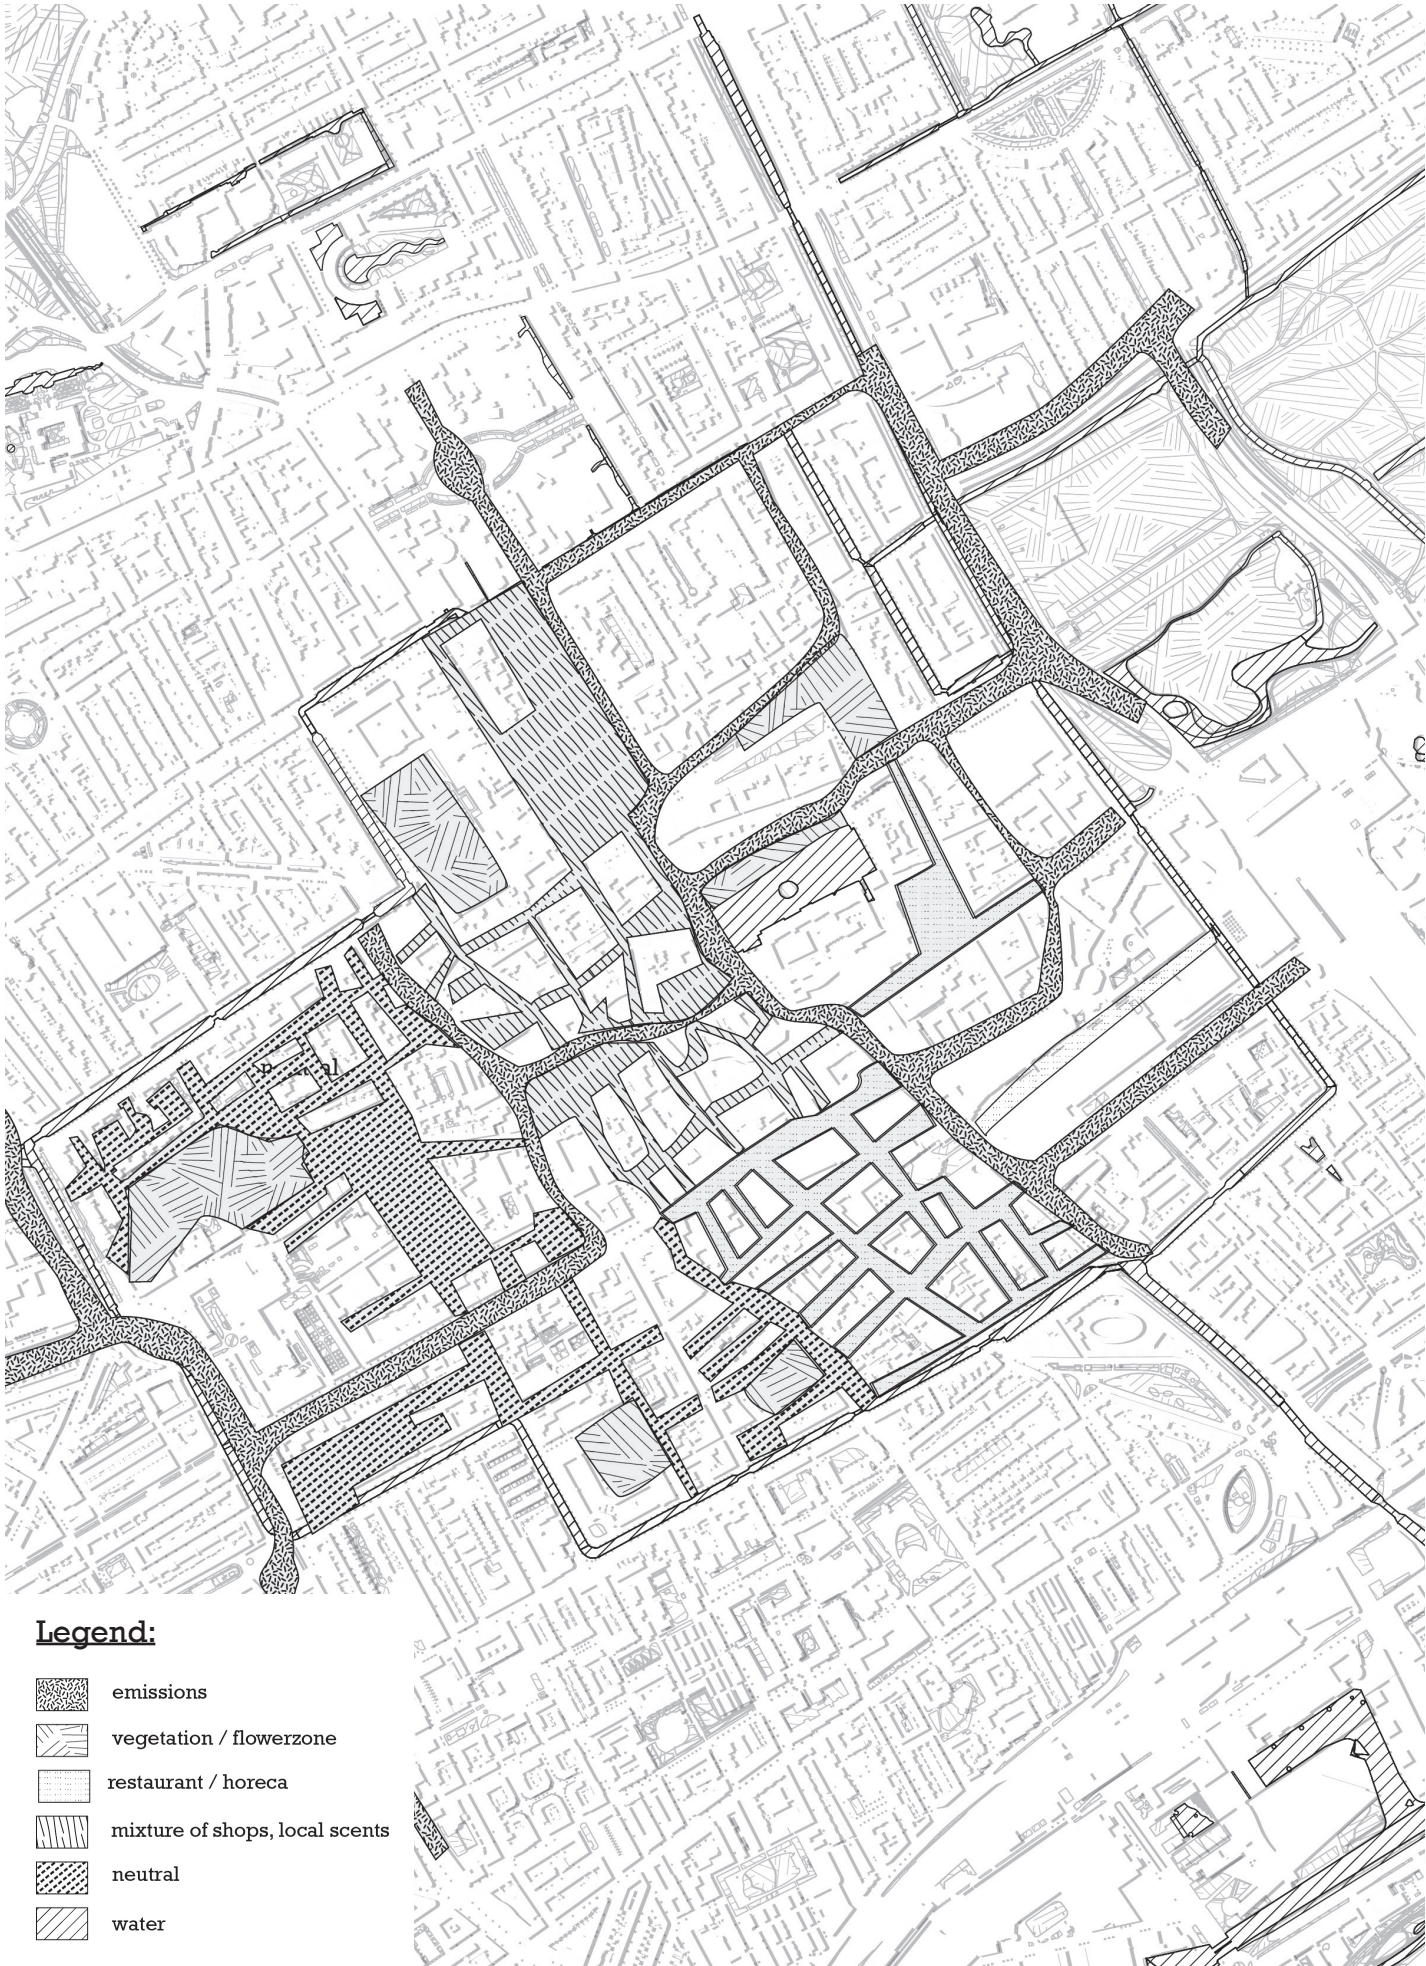 Legend:
emissions
vegetation / flowerzone
restaurant / horeca
mixture of shops, local scents
neutral
water